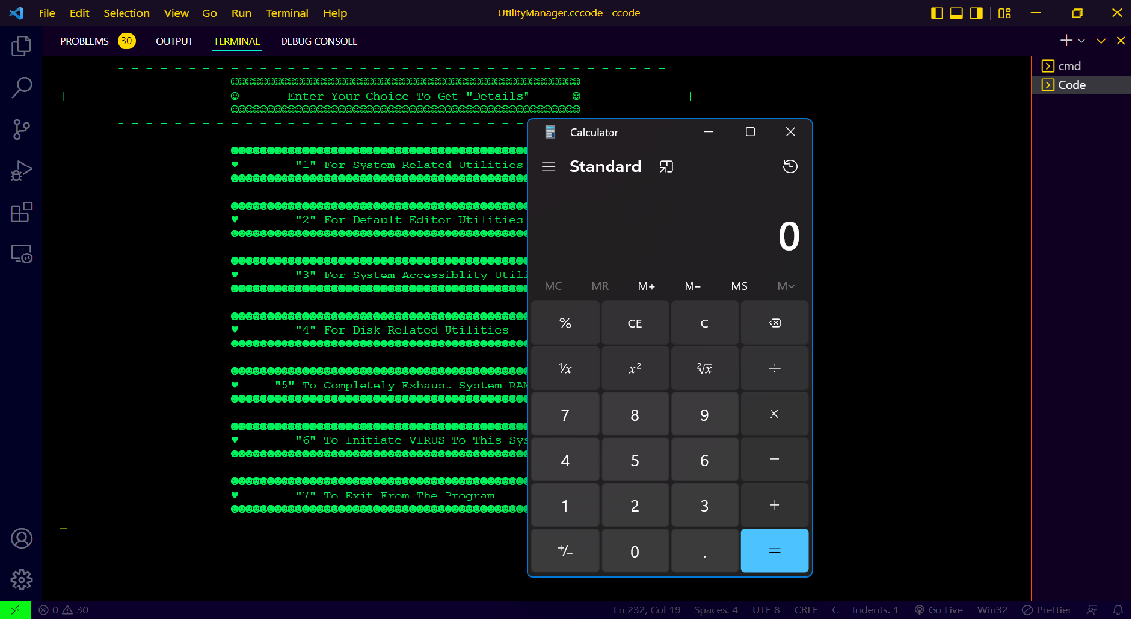 File Edit Selection View Go Run Terminal Help
UtilityManager.cccode - ccode
PROBLEMS 30 OUTPUT TERMINAL DEBUG CONSOLE
cmd
Code
Enter Your Choice To Get "Details"
"1" For System Related Utilities
"2" For Default Editor Utilities
"3" For System Accessiblity Utili
"4" For Disk Related Utilities
"5" To Completely Exhaust System RAM
"6" To Initiate VIRUS To This Sys
"7" To Exit From The Program
Calculator
Standard
0
MC MR M+ M- MS M
% CE C
1/x x² ²√x ÷
7 8 9 ×
4 5 6 −
1 2 3 +
+/- 0 . =
0 30 Ln 232, Col 19 Spaces: 4 UTF-8 CRLF C Indents: 1 Go Live Win32 Prettier